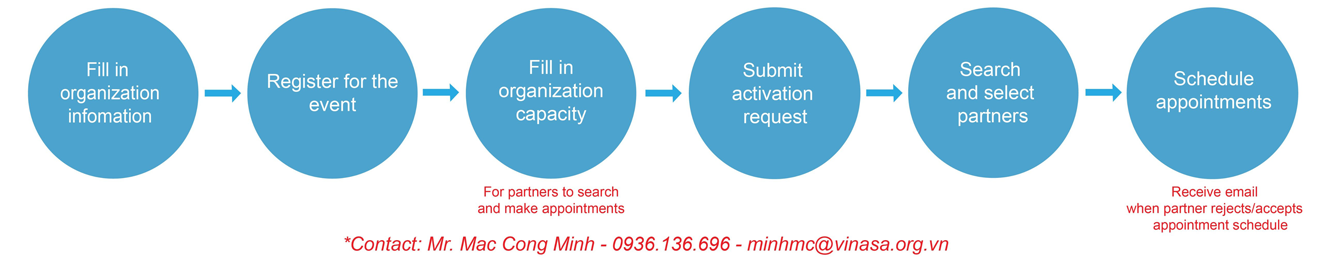 Fill in
organization
infomation
Register for the
event
Fill in
organization
capacity
Submit
activation
request
Search
and select
partners
Schedule
appointments
For partners to search
and make appointments
Receive email
when partner rejects/accepts
appointment schedule
*Contact: Mr. Mac Cong Minh - 0936.136.696 - minhmc@vinasa.org.vn